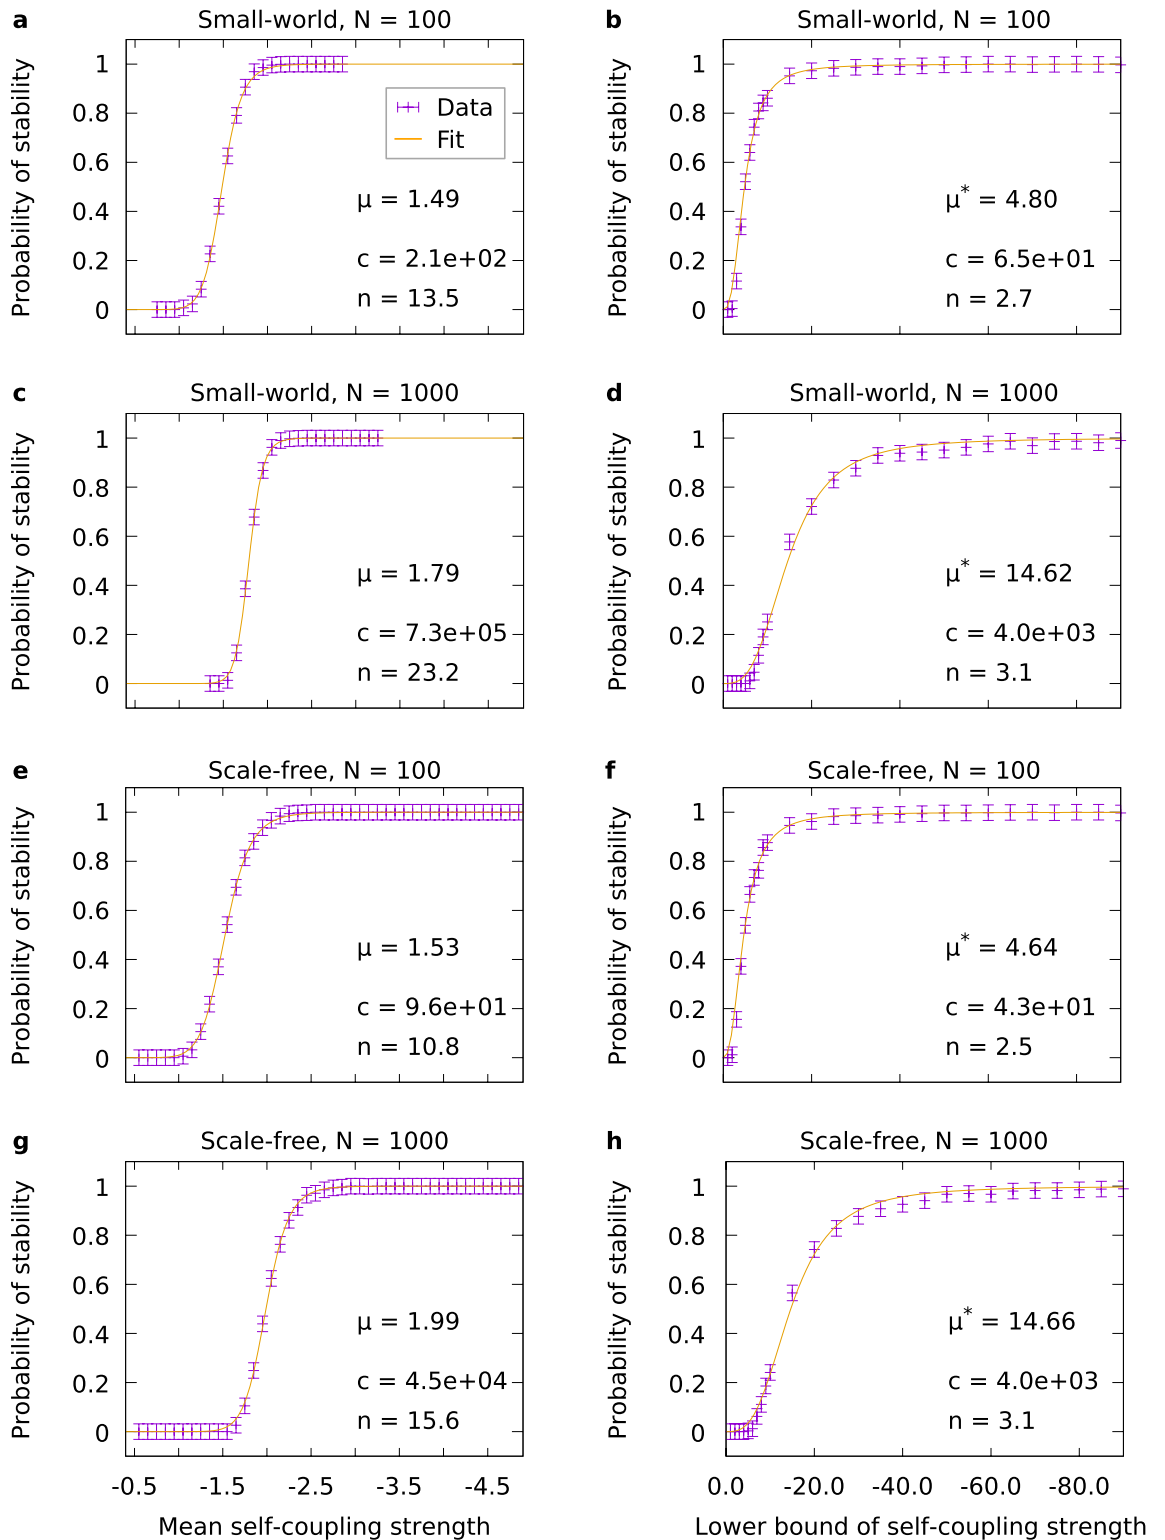 a
Small-world, N = 100
Probability of stability
1
0.8
0.6
0.4
0.2
0
Data
Fit
μ = 1.49
c = 2.1e+02
n = 13.5
b
Small-world, N = 100
Probability of stability
1
0.8
0.6
0.4
0.2
0
μ* = 4.80
c = 6.5e+01
n = 2.7
c
Small-world, N = 1000
Probability of stability
1
0.8
0.6
0.4
0.2
0
μ = 1.79
c = 7.3e+05
n = 23.2
d
Small-world, N = 1000
Probability of stability
1
0.8
0.6
0.4
0.2
0
μ* = 14.62
c = 4.0e+03
n = 3.1
e
Scale-free, N = 100
Probability of stability
1
0.8
0.6
0.4
0.2
0
μ = 1.53
c = 9.6e+01
n = 10.8
f
Scale-free, N = 100
Probability of stability
1
0.8
0.6
0.4
0.2
0
μ* = 4.64
c = 4.3e+01
n = 2.5
g
Scale-free, N = 1000
Probability of stability
1
0.8
0.6
0.4
0.2
0
μ = 1.99
c = 4.5e+04
n = 15.6
-0.5 -1.5 -2.5 -3.5 -4.5
Mean self-coupling strength
h
Scale-free, N = 1000
Probability of stability
1
0.8
0.6
0.4
0.2
0
μ* = 14.66
c = 4.0e+03
n = 3.1
0.0 -20.0 -40.0 -60.0 -80.0
Lower bound of self-coupling strength